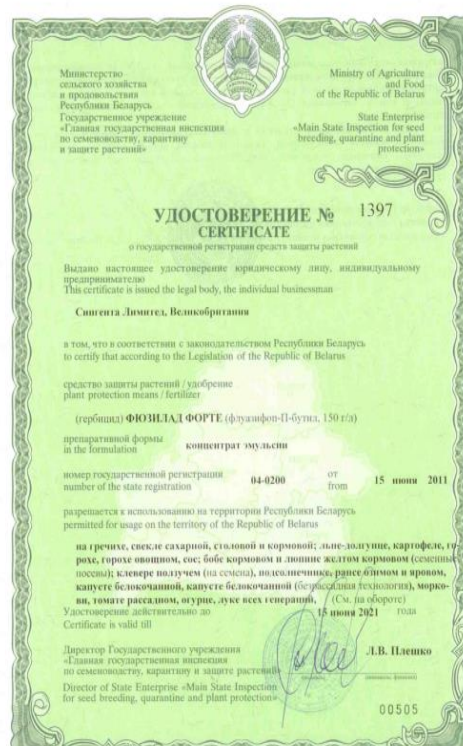 Министерство
сельского хозяйства
и продовольствия
Республики Беларусь
Государственное учреждение
«Главная государственная инспекция
по семеноводству, карантину
и защите растений»
Ministry of Agriculture
and Food
of the Republic of Belarus
State Enterprise
«Main State Inspection for seed
breeding, quarantine and plant
protection»
УДОСТОВЕРЕНИЕ № 1397
CERTIFICATE
о государственной регистрации средств защиты растений
Выдано настоящее удостоверение юридическому лицу, индивидуальному
предпринимателю
This certificate is issued the legal body, the individual businessman
Сингента Лимитед, Великобритания
в том, что в соответствии с законодательством Республики Беларусь
to certify that according to the Legislation of the Republic of Belarus
средство защиты растений / удобрение
plant protection means / fertilizer
(гербицид) ФЮЗИЛАД ФОРТЕ (флуазифоп-П-бутил, 150 г/л)
препаративной формы
in the formulation концентрат эмульсии
номер государственной регистрации 04-0200 от 15 июня 2011
number of the state registration from
разрешается к использованию на территории Республики Беларусь
permitted for usage on the territory of the Republic of Belarus
на гречихе, свекле сахарной, столовой и кормовой; льне-долгунце, картофеле, го-
рохе, горохе овощном, сое; бобе кормовом и люпине желтом кормовом (семенные
посевы); клевере ползучем (на семена), подсолнечнике, рапсе озимом и яровом,
капусте белокочанной, капусте белокочанной (безрассадная технология), морко-
ви, томате рассадном, огурце, луке всех генераций, (См. на обороте)
Удостоверение действительно до 15 июня 2021 года
Certificate is valid till
Директор Государственного учреждения
«Главная государственная инспекция
по семеноводству, карантину и защите растений»
Л.В. Плешко
Director of State Enterprise «Main State Inspection
for seed breeding, quarantine and plant protection»
00505